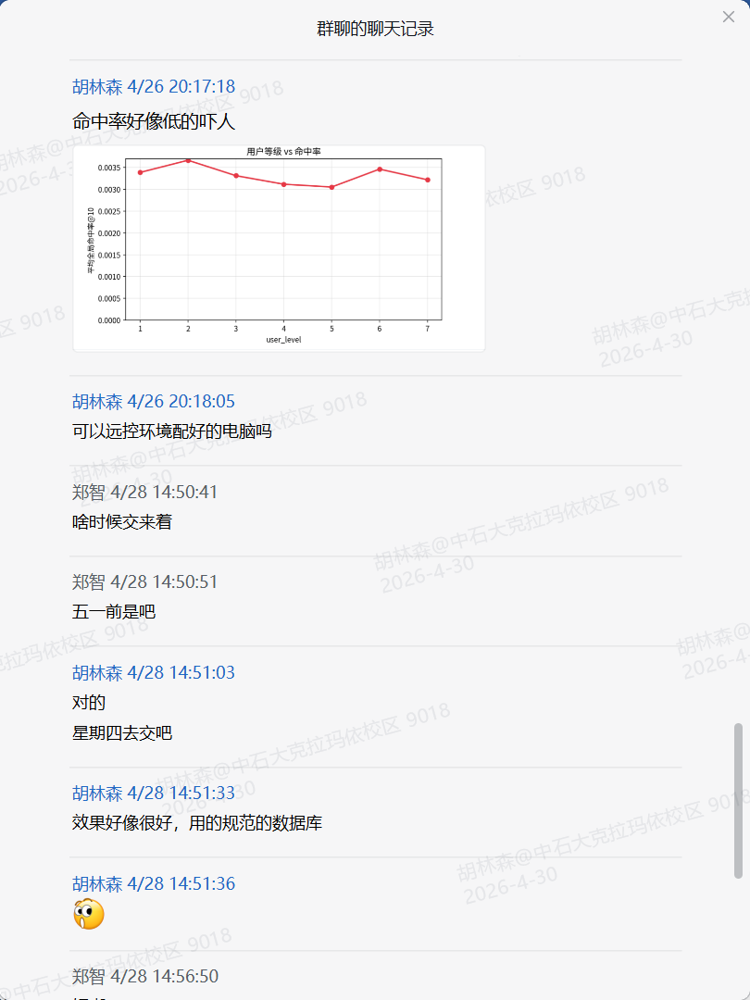 群聊的聊天记录
胡林森 4/26 20:17:18
命中率好像低的吓人
用户等级 vs 命中率
平均全局命中率@10
0.0035
0.0030
0.0025
0.0020
0.0015
0.0010
0.0005
0.0000
1 2 3 4 5 6 7
user_level
胡林森 4/26 20:18:05
可以远控环境配好的电脑吗
郑智 4/28 14:50:41
啥时候交来着
郑智 4/28 14:50:51
五一前是吧
胡林森 4/28 14:51:03
对的
星期四去交吧
胡林森 4/28 14:51:33
效果好像很好，用的规范的数据库
胡林森 4/28 14:51:36
郑智 4/28 14:56:50
胡林森@中石大克拉玛依校区 9018
2026-4-30